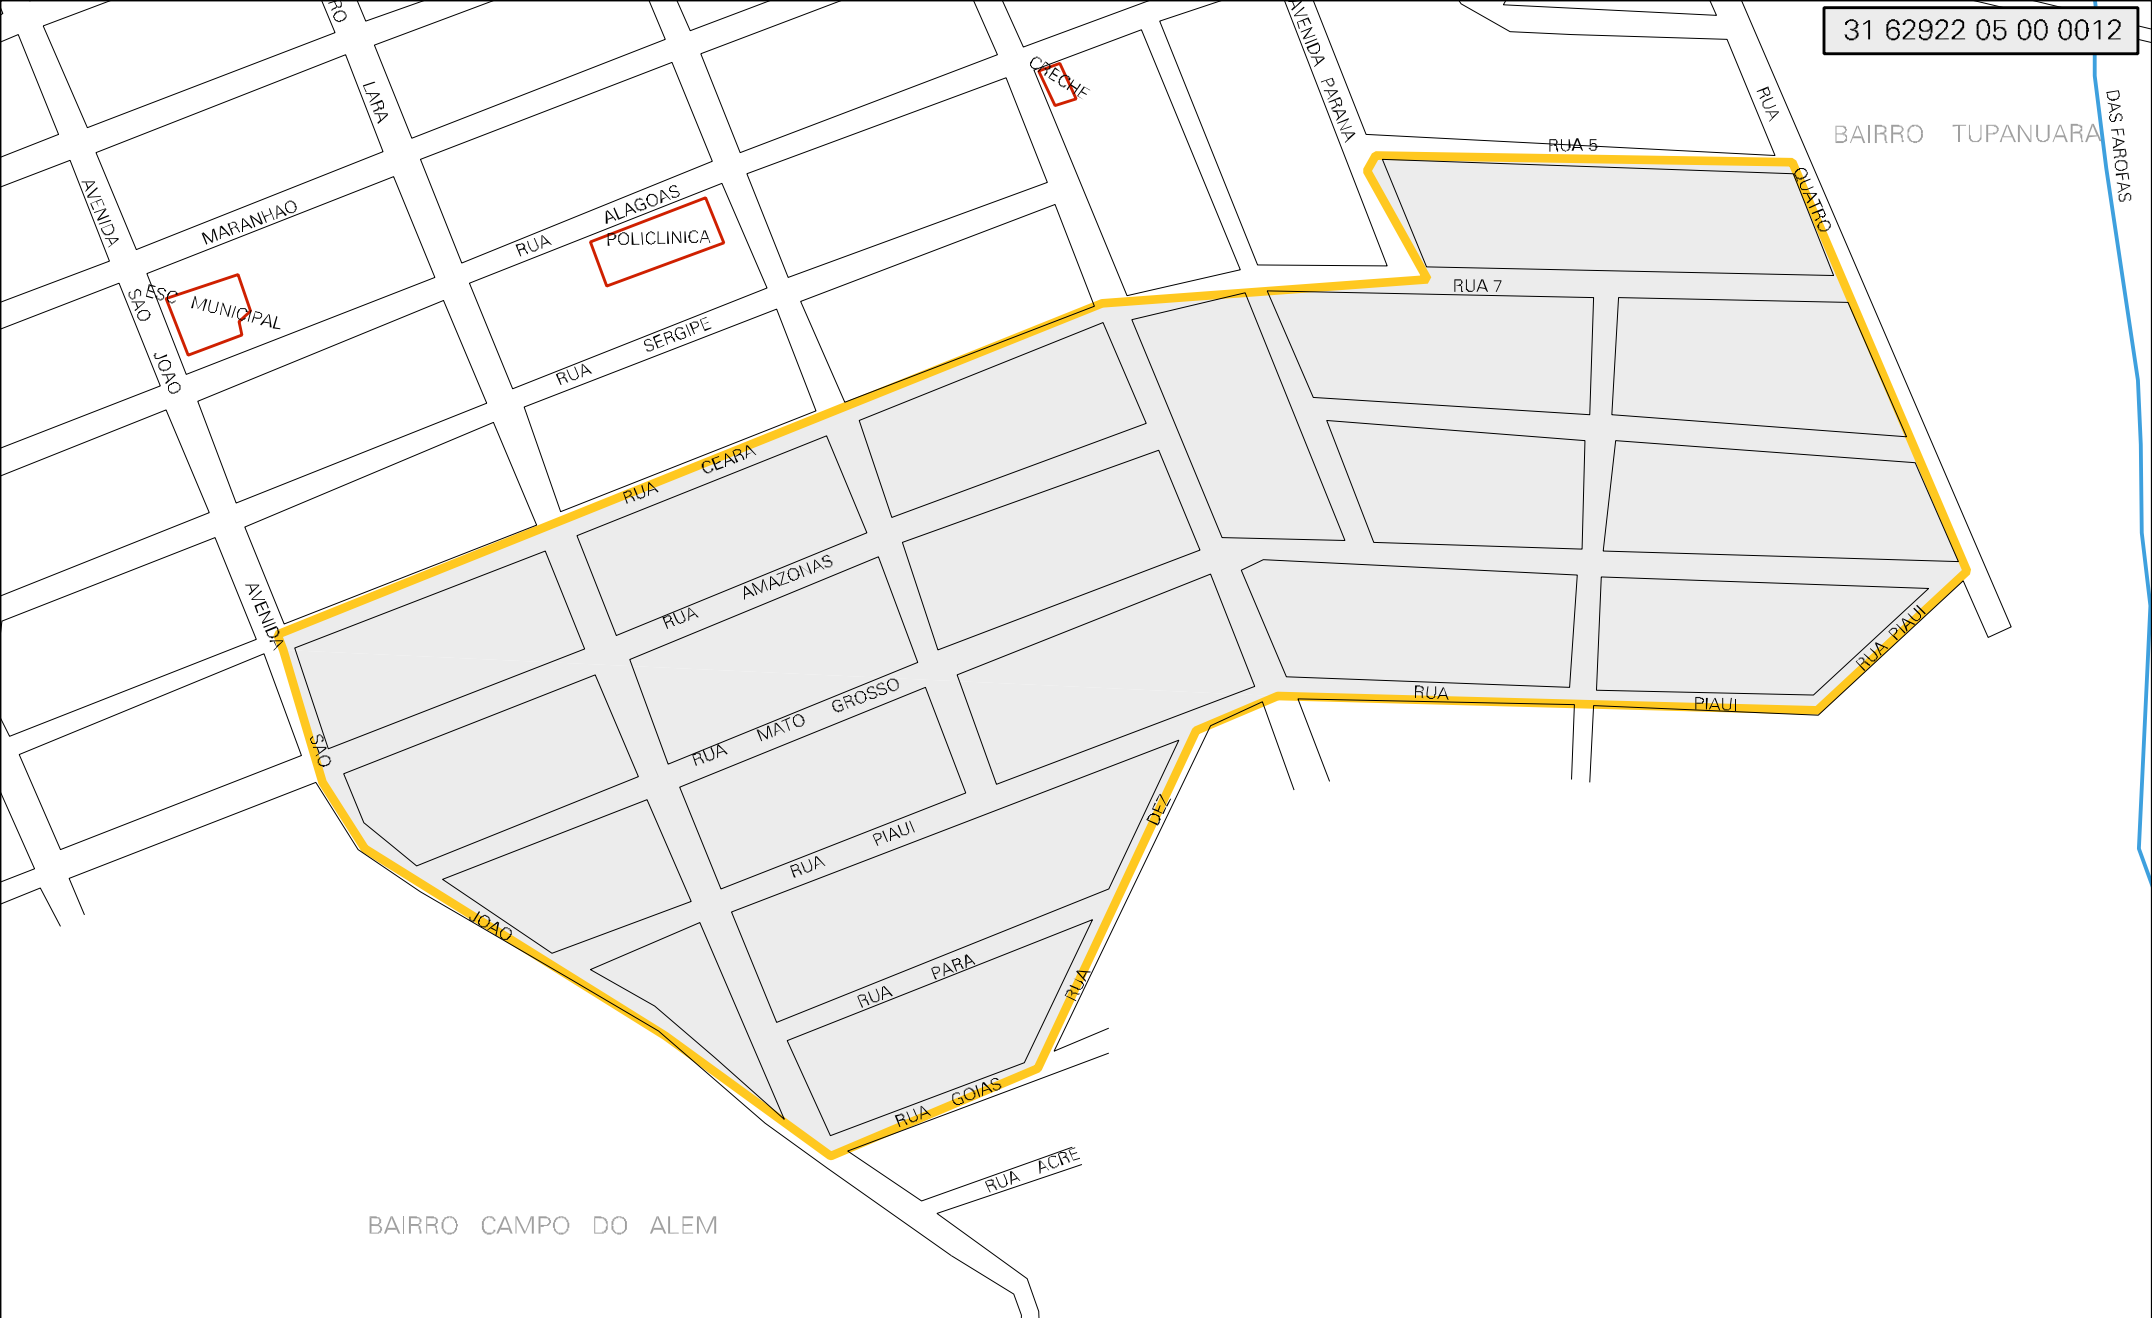 31 62922 05 00 0012
RO
AVENIDA PARANA
LARA
CRECHE
RUA
DAS FAROFAS
BAIRRO TUPANUARA
RUA 5
AVENIDA
MARANHAO
RUA ALAGOAS
POLICLINICA
QUATRO
ESC MUNICIPAL
SAO JOAO
RUA 7
RUA SERGIPE
RUA CEARA
RUA AMAZONAS
AVENIDA
SAO
JOAO
RUA MATO GROSSO
RUA PIAUI
RUA PIAUI
RUA PIAUI
RUA DEZ
RUA PARA
RUA GOIAS
RUA ACRE
BAIRRO CAMPO DO ALEM